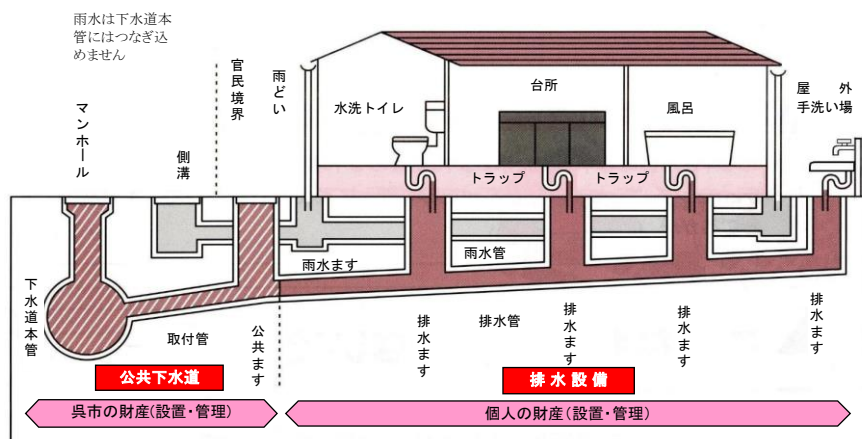 雨水は下水道本
管にはつなぎ込
めません
マンホール
側溝
官民境界
雨どい
水洗トイレ
台所
風呂
屋外
手洗い場
トラップ
トラップ
雨水ます
雨水管
下水道本管
取付管
公共ます
排水ます
排水管
排水ます
排水ます
排水ます
公共下水道
排水設備
呉市の財産(設置・管理)
個人の財産(設置・管理)